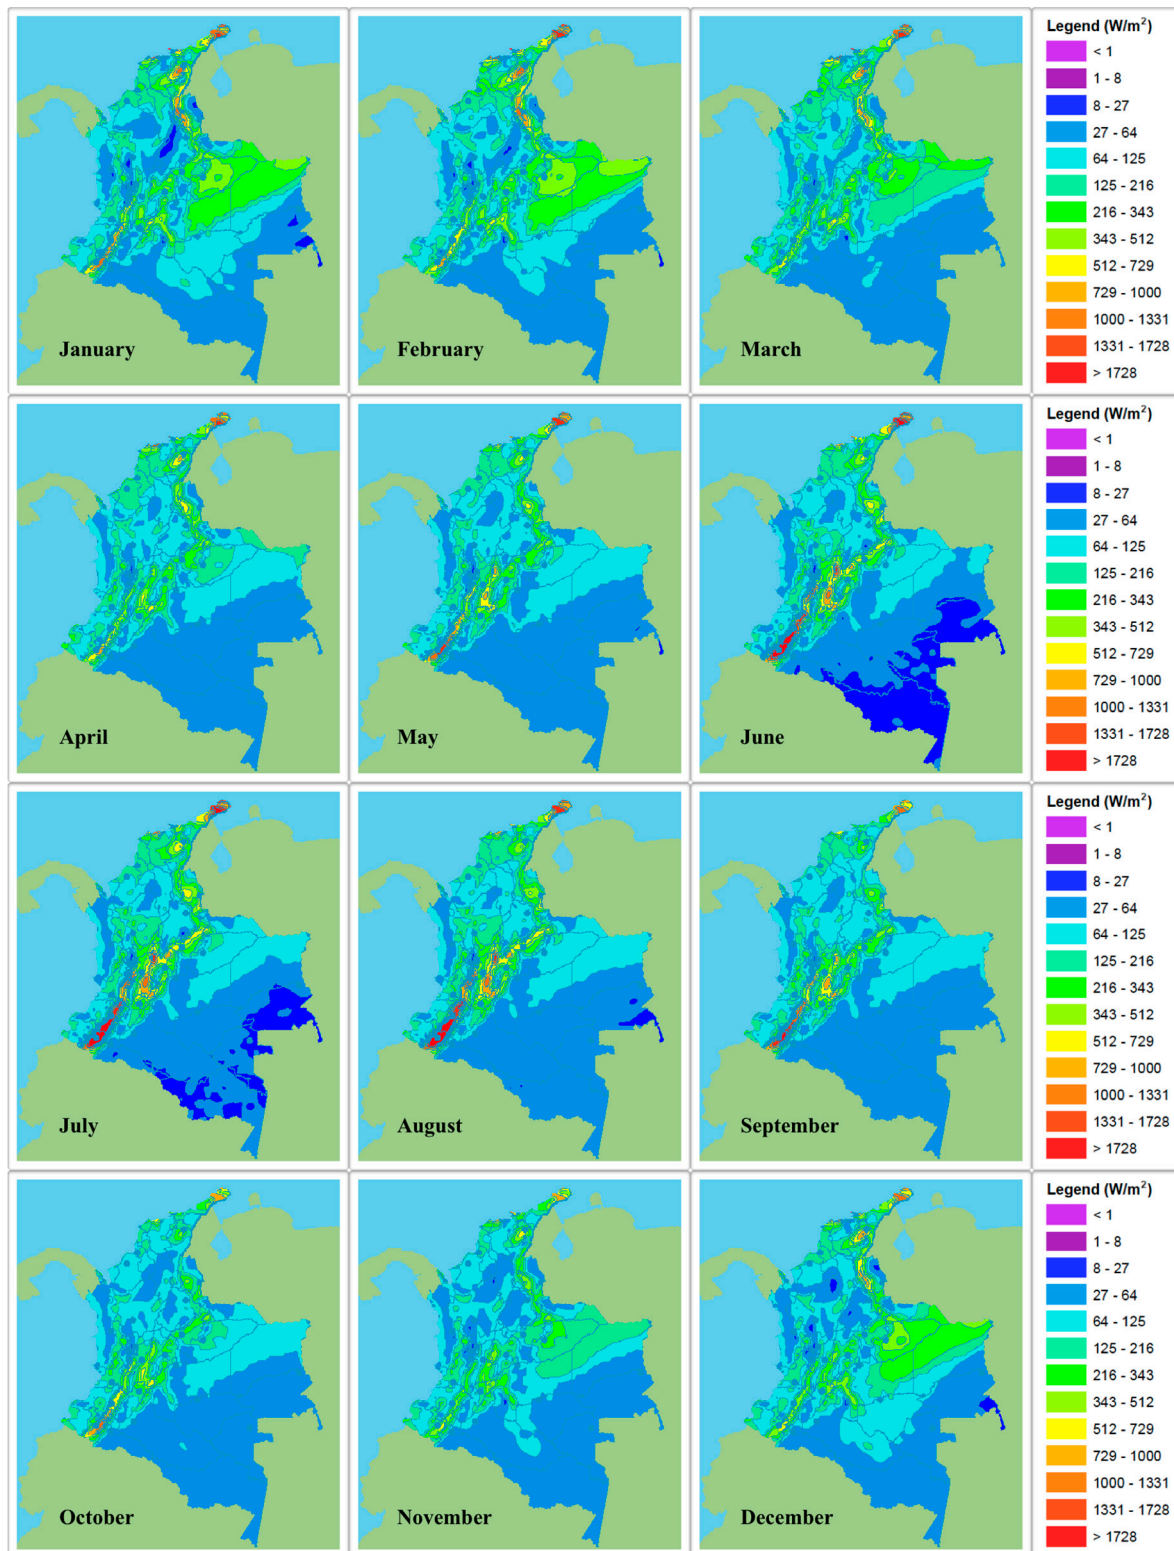 Legend (W/m²)
< 1
1 - 8
8 - 27
27 - 64
64 - 125
125 - 216
216 - 343
343 - 512
512 - 729
729 - 1000
1000 - 1331
1331 - 1728
> 1728
January
February
March
Legend (W/m²)
< 1
1 - 8
8 - 27
27 - 64
64 - 125
125 - 216
216 - 343
343 - 512
512 - 729
729 - 1000
1000 - 1331
1331 - 1728
> 1728
April
May
June
Legend (W/m²)
< 1
1 - 8
8 - 27
27 - 64
64 - 125
125 - 216
216 - 343
343 - 512
512 - 729
729 - 1000
1000 - 1331
1331 - 1728
> 1728
July
August
September
Legend (W/m²)
< 1
1 - 8
8 - 27
27 - 64
64 - 125
125 - 216
216 - 343
343 - 512
512 - 729
729 - 1000
1000 - 1331
1331 - 1728
> 1728
October
November
December